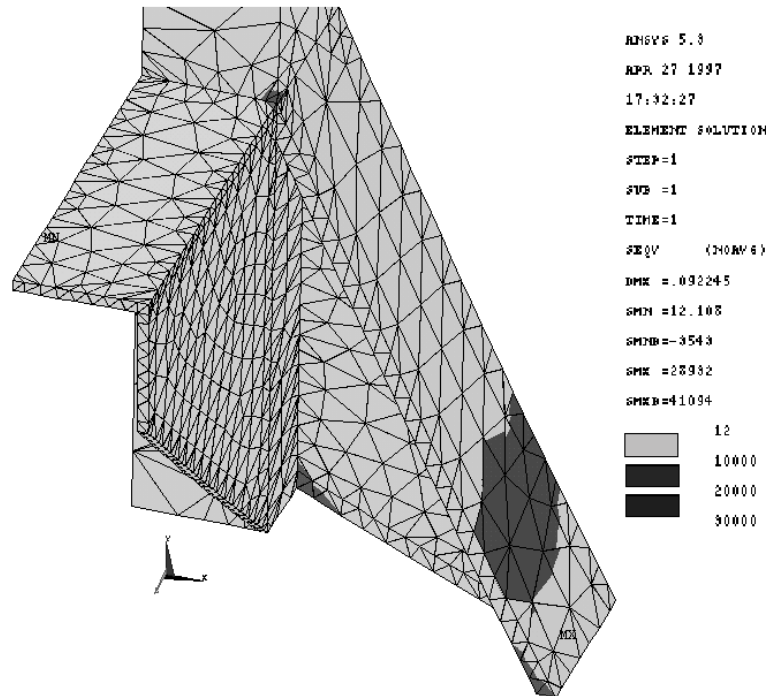 ANSYS 5.3
APR 27 1997
17:32:27
ELEMENT SOLUTION
STEP=1
SUB =1
TIME=1
SEQV (NOAVG)
DMX =.092245
SMN =12.108
SMNB=-3543
SMX =28932
SMXB=41094
12
10000
20000
30000
MN
Y
X
MX